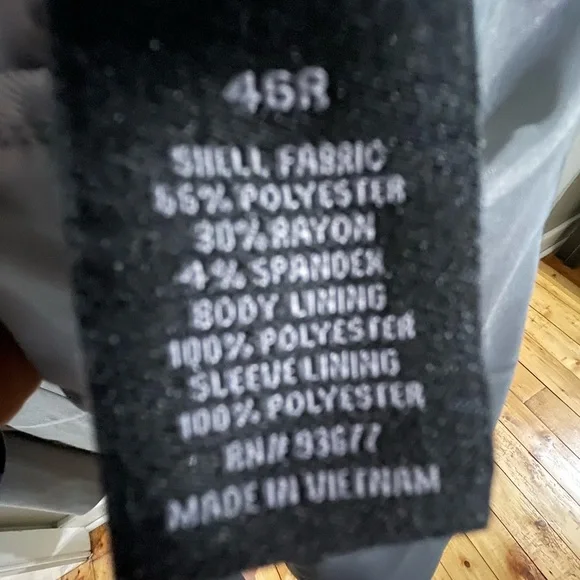 46R
SHELL FABRIC
66% POLYESTER
30% RAYON
4% SPANDEX
BODY LINING
100% POLYESTER
SLEEVE LINING
100% POLYESTER
RN# 93677
MADE IN VIETNAM